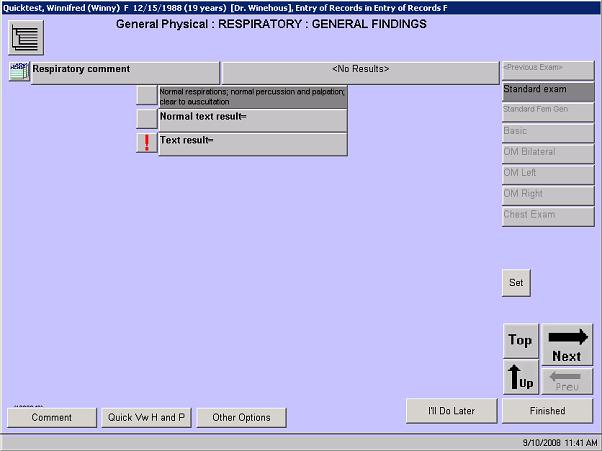 Quicktest, Winnifred (Winny) F 12/15/1988 (19 years) [Dr. Winehous], Entry of Records in Entry of Records F
General Physical : RESPIRATORY : GENERAL FINDINGS
Respiratory comment
<No Results>
<Previous Exam>
Normal respirations; normal percussion and palpation;
clear to auscultation
Standard exam
Normal text result=
Standard Fem Gen
Text result=
Basic
OM Bilateral
OM Left
OM Right
Chest Exam
Set
Top
Next
Up
Prev
Comment
Quick Vw H and P
Other Options
I'll Do Later
Finished
9/10/2008 11:41 AM